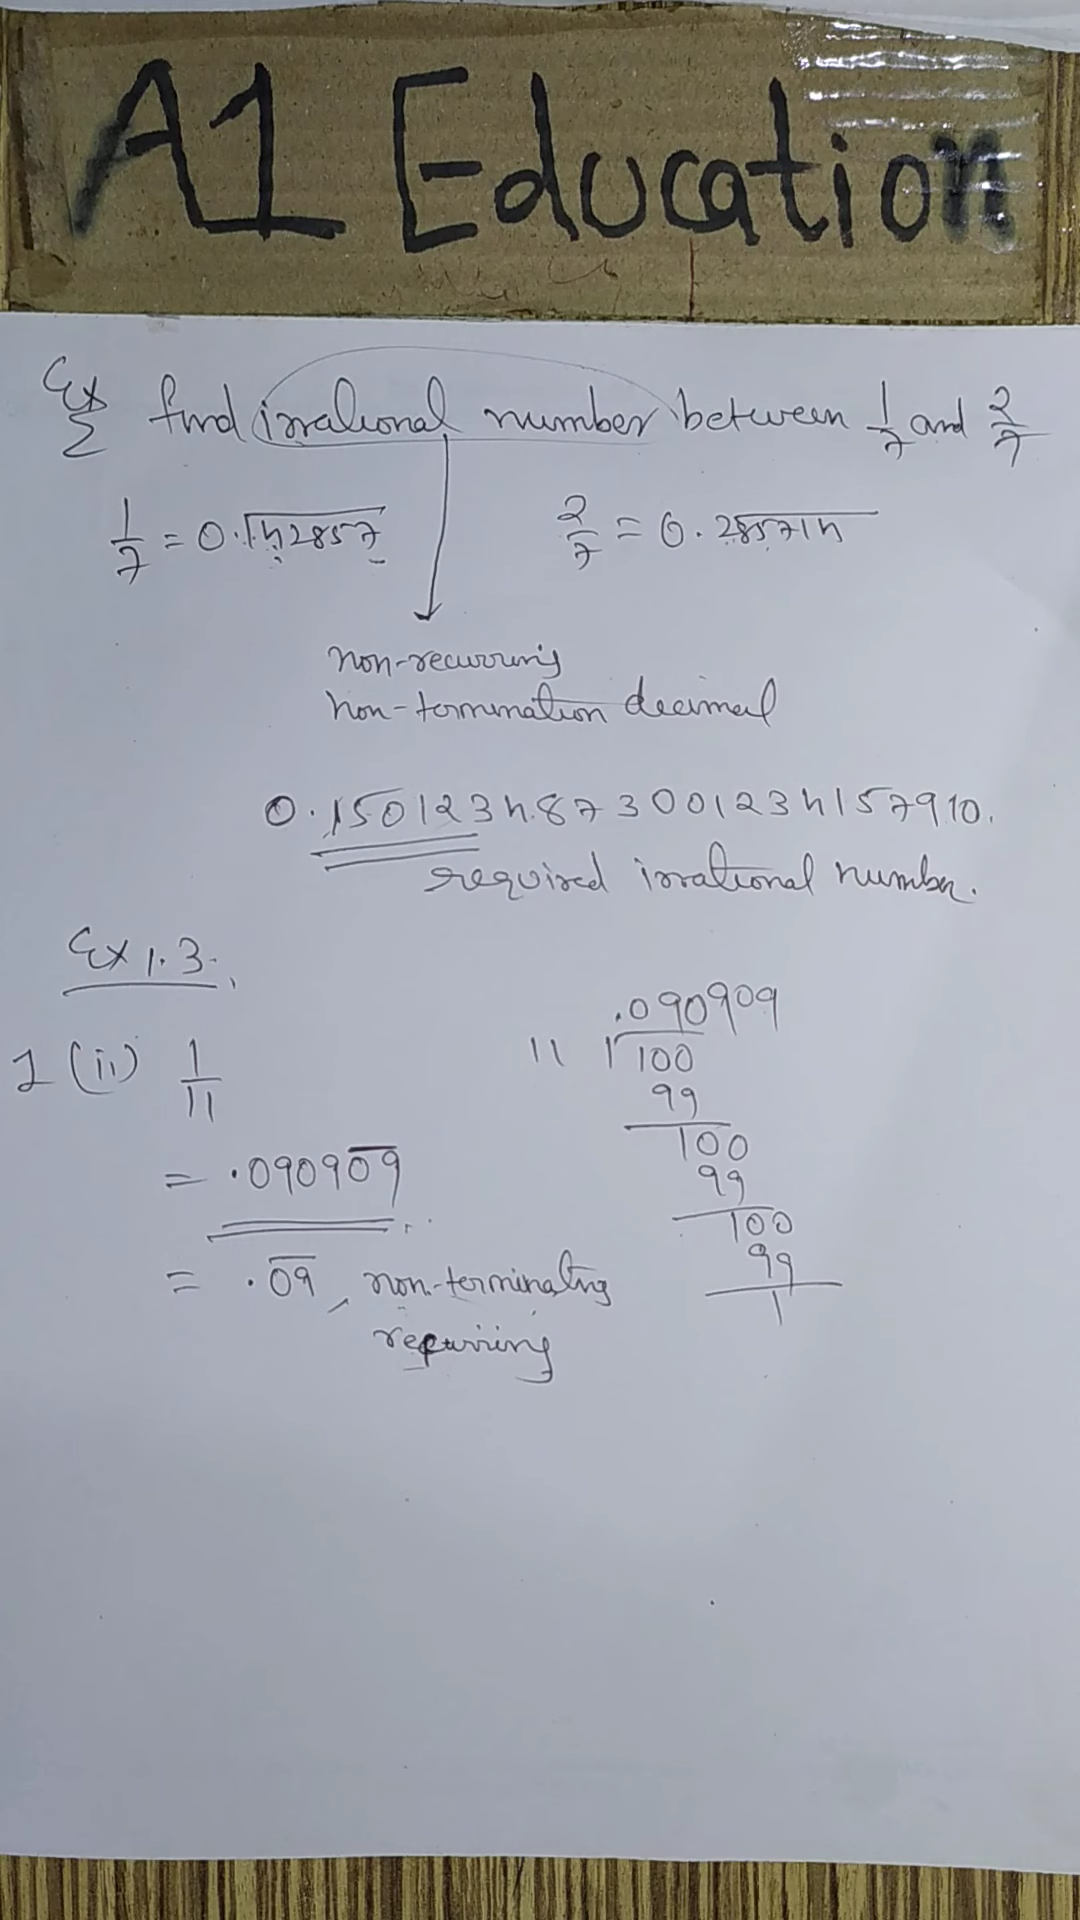 A1 Education
Ex find irrational number between 1/7 and 2/7
1/7 = 0.142857 2/7 = 0.285714
non-recurring
non-termination decimal
0.1501234873001234157910.
required irrational number.
Ex 1.3.
.090909
1 (ii) 1/11 11 100
99
100
= .090909 99
100
99
= .09, non-terminating 1
recurring